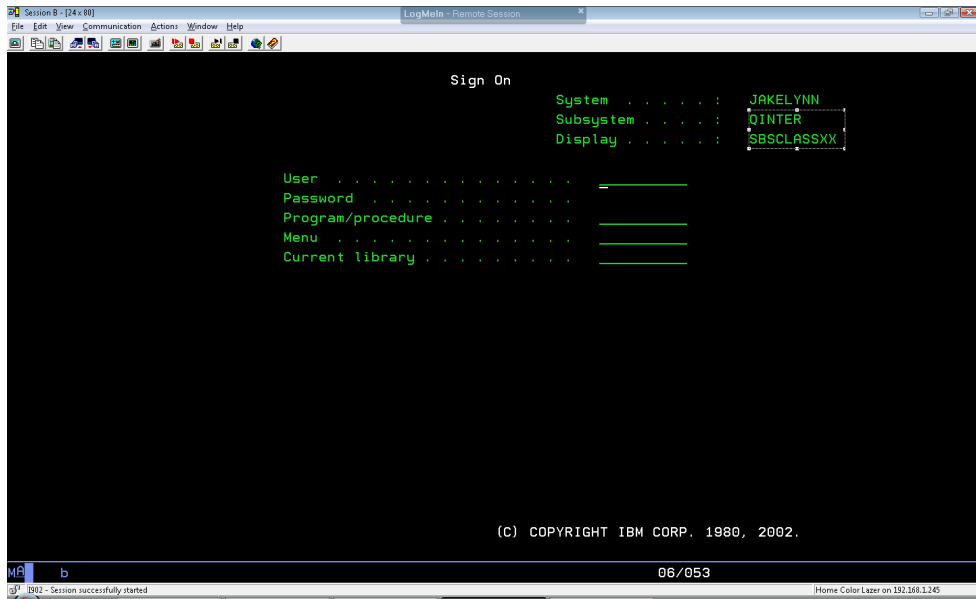 Session B - [24 x 80]
LogMeIn - Remote Session
File Edit View Communication Actions Window Help
Sign On
System . . . . . : JAKELYNN
Subsystem . . . . : QINTER
Display . . . . . : SBSCLASSXX
User . . . . . . . . . . . . . .
Password . . . . . . . . . . . .
Program/procedure . . . . . . . .
Menu . . . . . . . . . . . . . .
Current library . . . . . . . . .
(C) COPYRIGHT IBM CORP. 1980, 2002.
MA b 06/053
I902 - Session successfully started
Home Color Lazer on 192.168.1.245